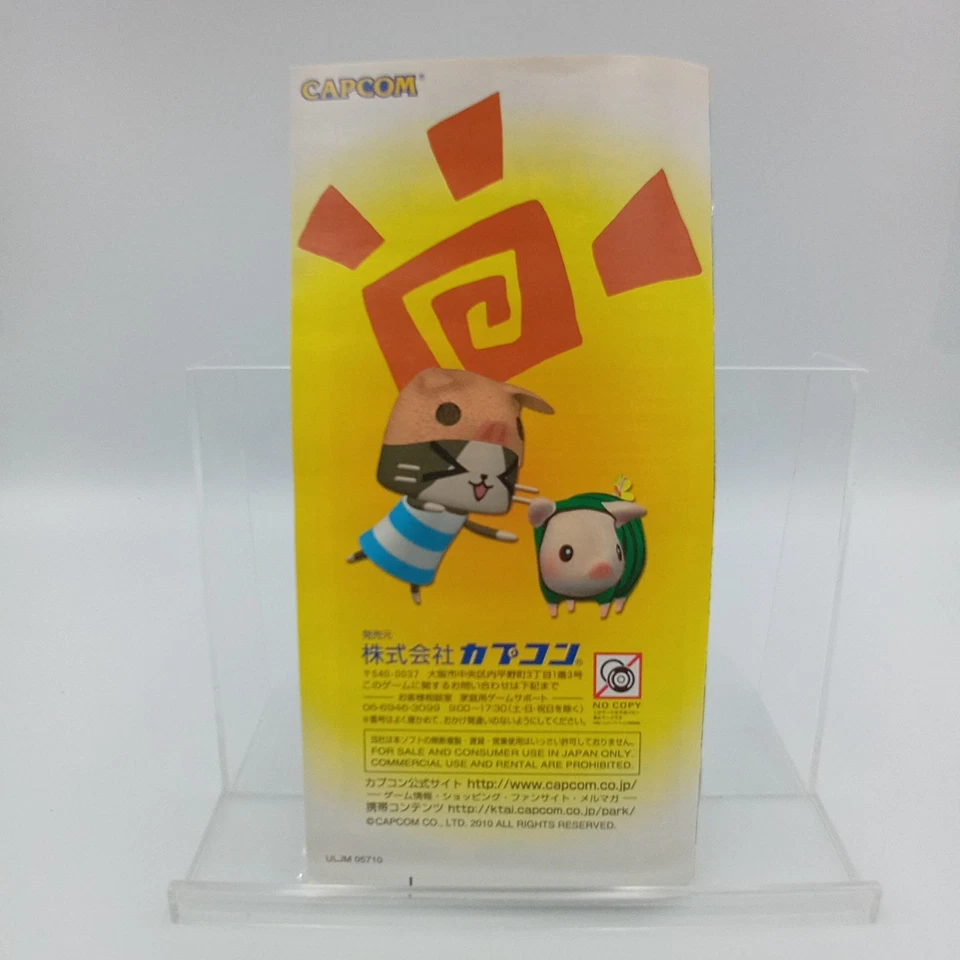 CAPCOM®
発売元
株式会社 カプコン®
〒540-0037 大阪市中央区内平野町3丁目1番3号
このゲームに関するお問い合わせは下記まで
お客様相談室 家庭用ゲームサポート
06-6946-3099 9:00～17:30(土・日・祝日を除く)
※番号はよく確かめて、おかけ間違いのないようにしてください。
NO COPY
当社は本ソフトの無断複製・賃貸・営業使用はいっさい許可しておりません。
FOR SALE AND CONSUMER USE IN JAPAN ONLY.
COMMERCIAL USE AND RENTAL ARE PROHIBITED.
カプコン公式サイト http://www.capcom.co.jp/
ゲーム情報・ショッピング・ファンサイト・メルマガ
携帯コンテンツ http://ktai.capcom.co.jp/park/
©CAPCOM CO., LTD. 2010 ALL RIGHTS RESERVED.
ULJM 05710